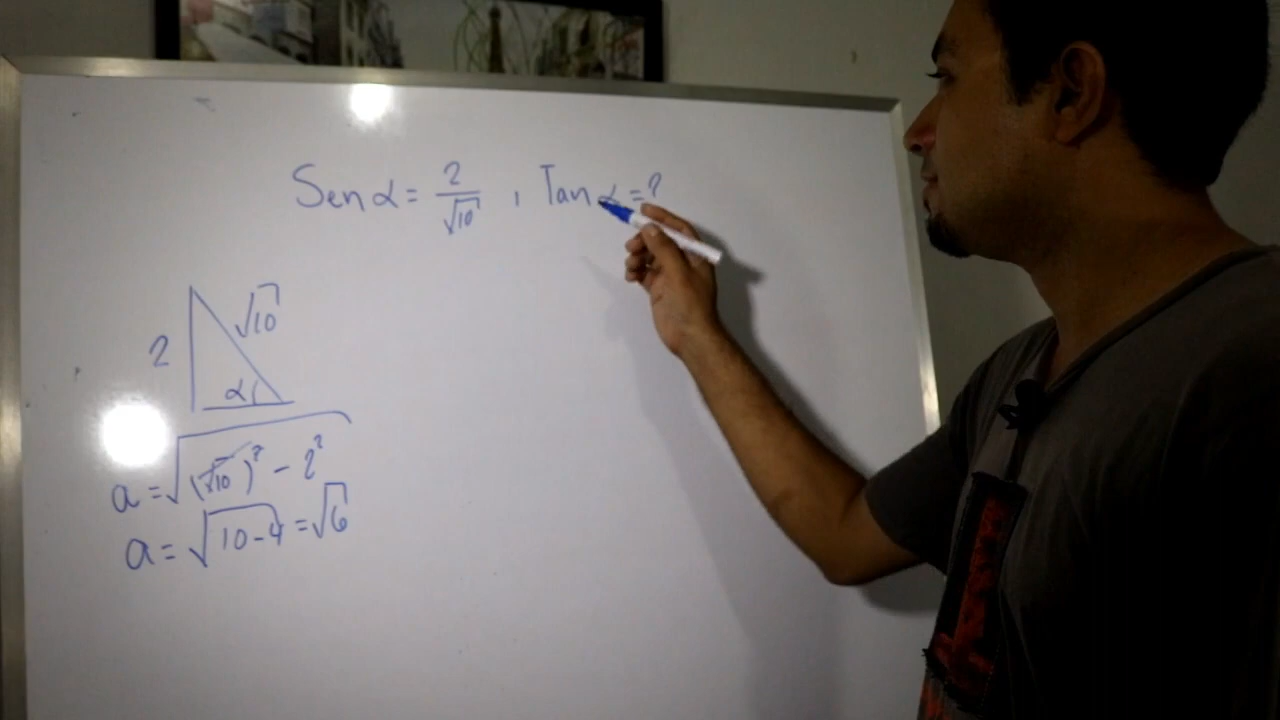 Sen α = 2/√10 , Tan α = ?
√10
2
α
a = √((√10)² - 2²)
a = √(10-4) = √6